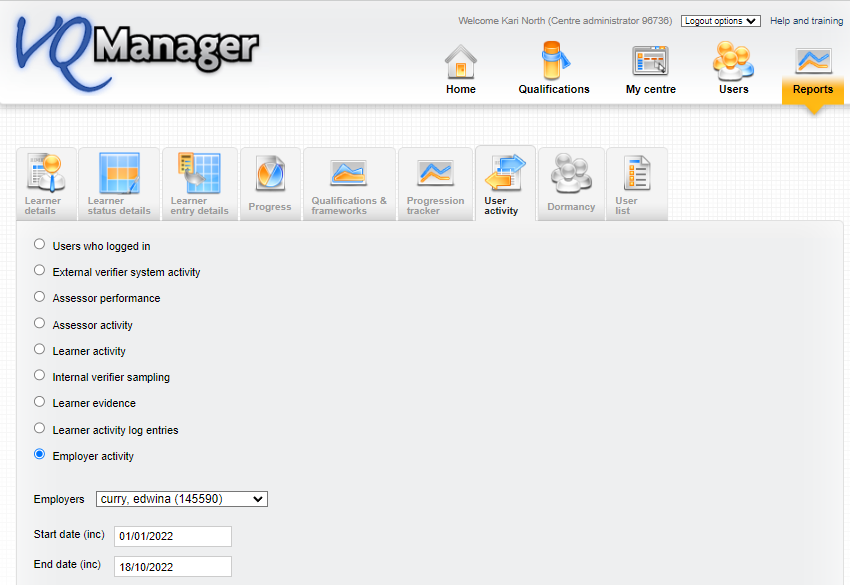 Welcome Kari North (Centre administrator 96736) Logout options Help and training
VQManager
Home Qualifications My centre Users Reports
Learner details
Learner status details
Learner entry details
Progress
Qualifications & frameworks
Progression tracker
User activity
Dormancy
User list
Users who logged in
External verifier system activity
Assessor performance
Assessor activity
Learner activity
Internal verifier sampling
Learner evidence
Learner activity log entries
Employer activity
Employers curry, edwina (145590)
Start date (inc) 01/01/2022
End date (inc) 18/10/2022